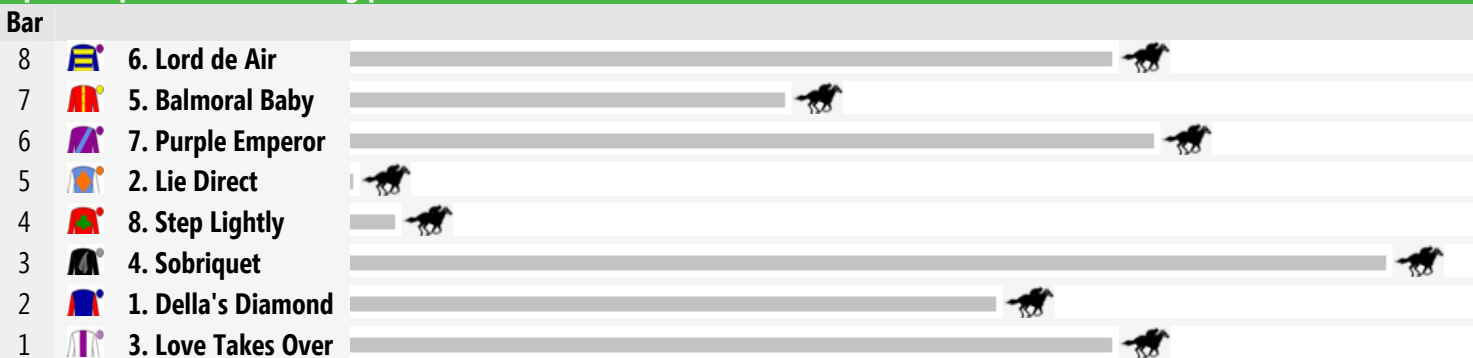 Bar
8 6. Lord de Air
7 5. Balmoral Baby
6 7. Purple Emperor
5 2. Lie Direct
4 8. Step Lightly
3 4. Sobriquet
2 1. Della's Diamond
1 3. Love Takes Over